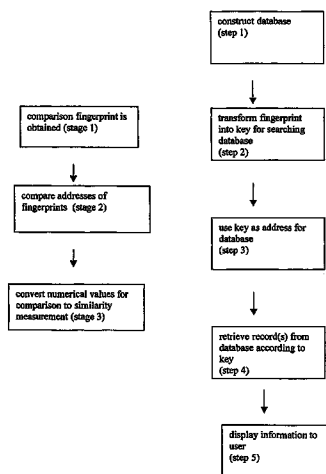 comparison fingerprint is
obtained (stage 1)
compare addresses of
fingerprints (stage 2)
convert numerical values for
comparison to similarity
measurement (stage 3)
construct database
(step 1)
transform fingerprint
into key for searching
database
(step 2)
use key as address for
database
(step 3)
retrieve record(s) from
database according to
key
(step 4)
display information to
user
(step 5)